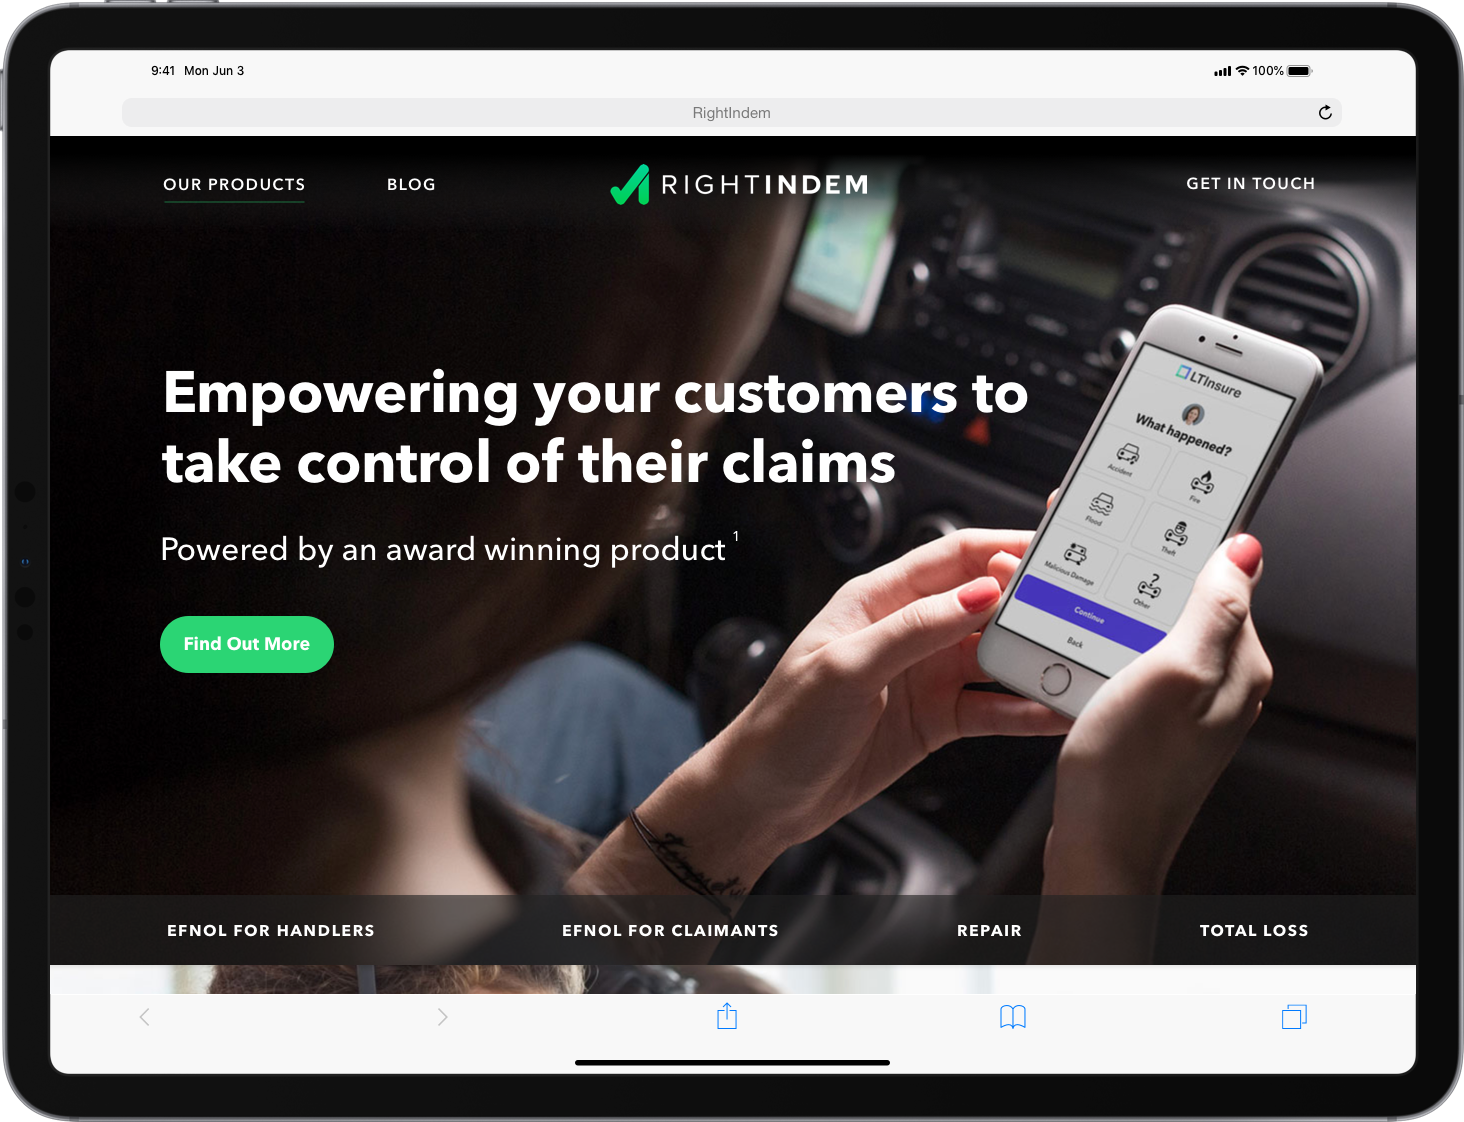 9:41 Mon Jun 3
100%
RightIndem
OUR PRODUCTS
BLOG
RIGHTINDEM
GET IN TOUCH
Empowering your customers to
take control of their claims
Powered by an award winning product 1
Find Out More
LTInsure
What happened?
Accident
Fire
Flood
Theft
Malicious Damage
Other
Continue
Back
EFNOL FOR HANDLERS
EFNOL FOR CLAIMANTS
REPAIR
TOTAL LOSS